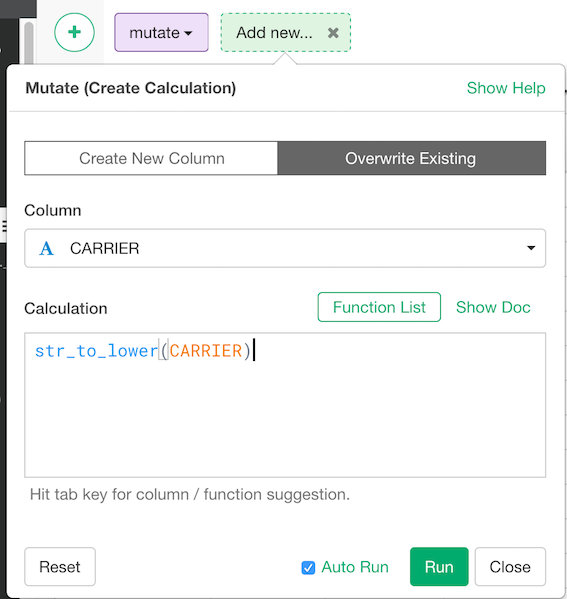 + mutate Add new... ✖
Mutate (Create Calculation) Show Help
Create New Column Overwrite Existing
Column
A CARRIER
Calculation Function List Show Doc
str_to_lower(CARRIER)
Hit tab key for column / function suggestion.
Reset Auto Run Run Close